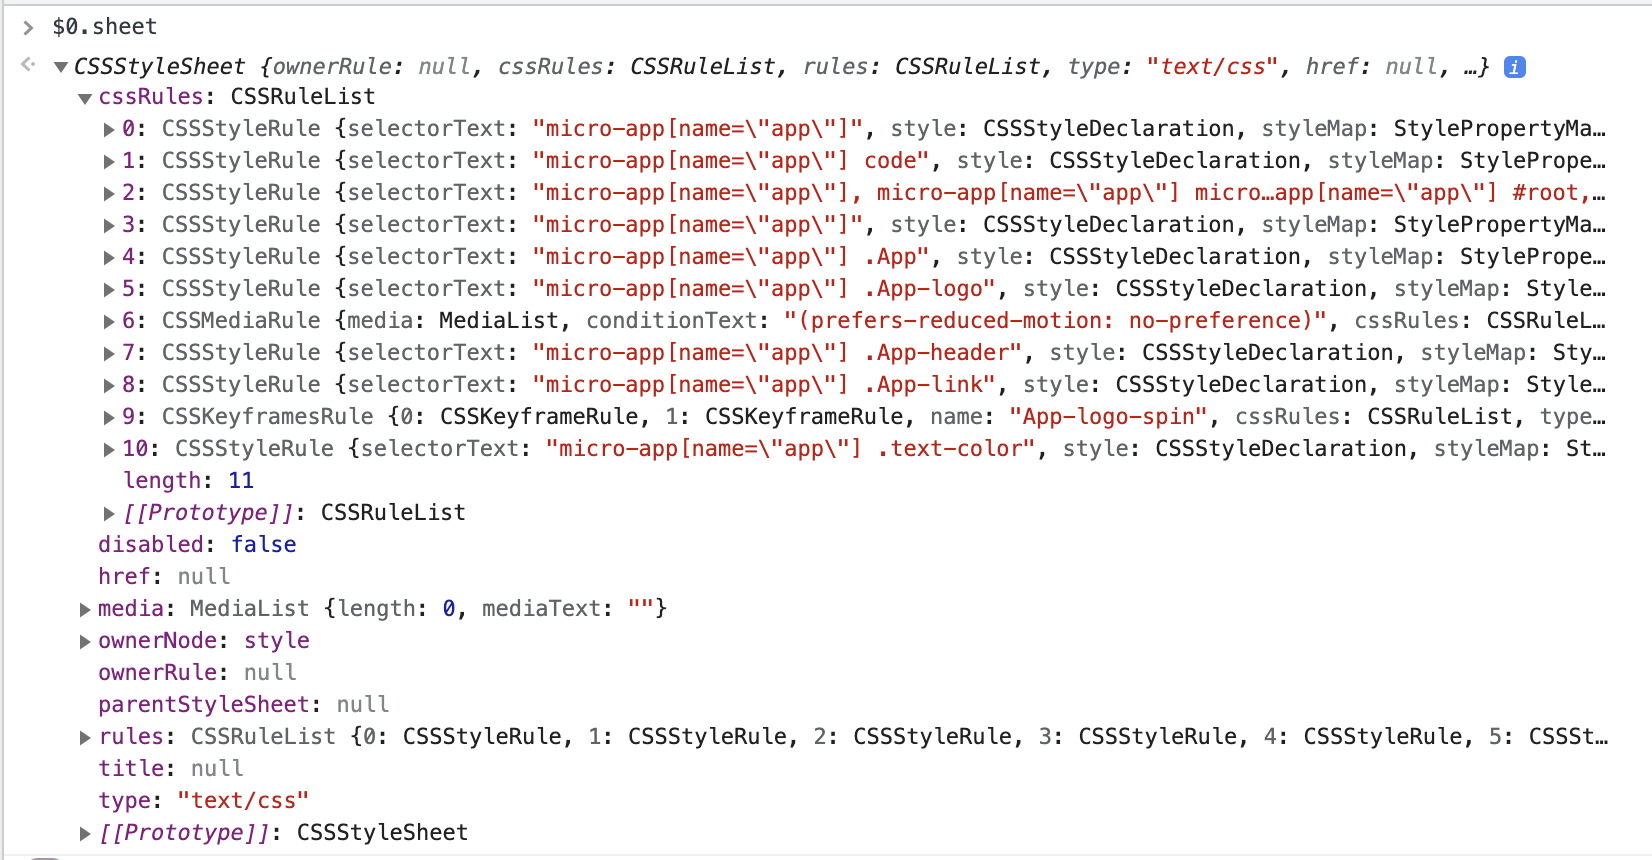 $0.sheet
CSSStyleSheet {ownerRule: null, cssRules: CSSRuleList, rules: CSSRuleList, type: "text/css", href: null, …} i
cssRules: CSSRuleList
0: CSSStyleRule {selectorText: "micro-app[name=\"app\"]", style: CSSStyleDeclaration, styleMap: StylePropertyMa…
1: CSSStyleRule {selectorText: "micro-app[name=\"app\"] code", style: CSSStyleDeclaration, styleMap: StylePrope…
2: CSSStyleRule {selectorText: "micro-app[name=\"app\"], micro-app[name=\"app\"] micro…app[name=\"app\"] #root,…
3: CSSStyleRule {selectorText: "micro-app[name=\"app\"]", style: CSSStyleDeclaration, styleMap: StylePropertyMa…
4: CSSStyleRule {selectorText: "micro-app[name=\"app\"] .App", style: CSSStyleDeclaration, styleMap: StylePrope…
5: CSSStyleRule {selectorText: "micro-app[name=\"app\"] .App-logo", style: CSSStyleDeclaration, styleMap: Style…
6: CSSMediaRule {media: MediaList, conditionText: "(prefers-reduced-motion: no-preference)", cssRules: CSSRuleL…
7: CSSStyleRule {selectorText: "micro-app[name=\"app\"] .App-header", style: CSSStyleDeclaration, styleMap: Sty…
8: CSSStyleRule {selectorText: "micro-app[name=\"app\"] .App-link", style: CSSStyleDeclaration, styleMap: Style…
9: CSSKeyframesRule {0: CSSKeyframeRule, 1: CSSKeyframeRule, name: "App-logo-spin", cssRules: CSSRuleList, type…
10: CSSStyleRule {selectorText: "micro-app[name=\"app\"] .text-color", style: CSSStyleDeclaration, styleMap: St…
length: 11
[[Prototype]]: CSSRuleList
disabled: false
href: null
media: MediaList {length: 0, mediaText: ""}
ownerNode: style
ownerRule: null
parentStyleSheet: null
rules: CSSRuleList {0: CSSStyleRule, 1: CSSStyleRule, 2: CSSStyleRule, 3: CSSStyleRule, 4: CSSStyleRule, 5: CSSSt…
title: null
type: "text/css"
[[Prototype]]: CSSStyleSheet